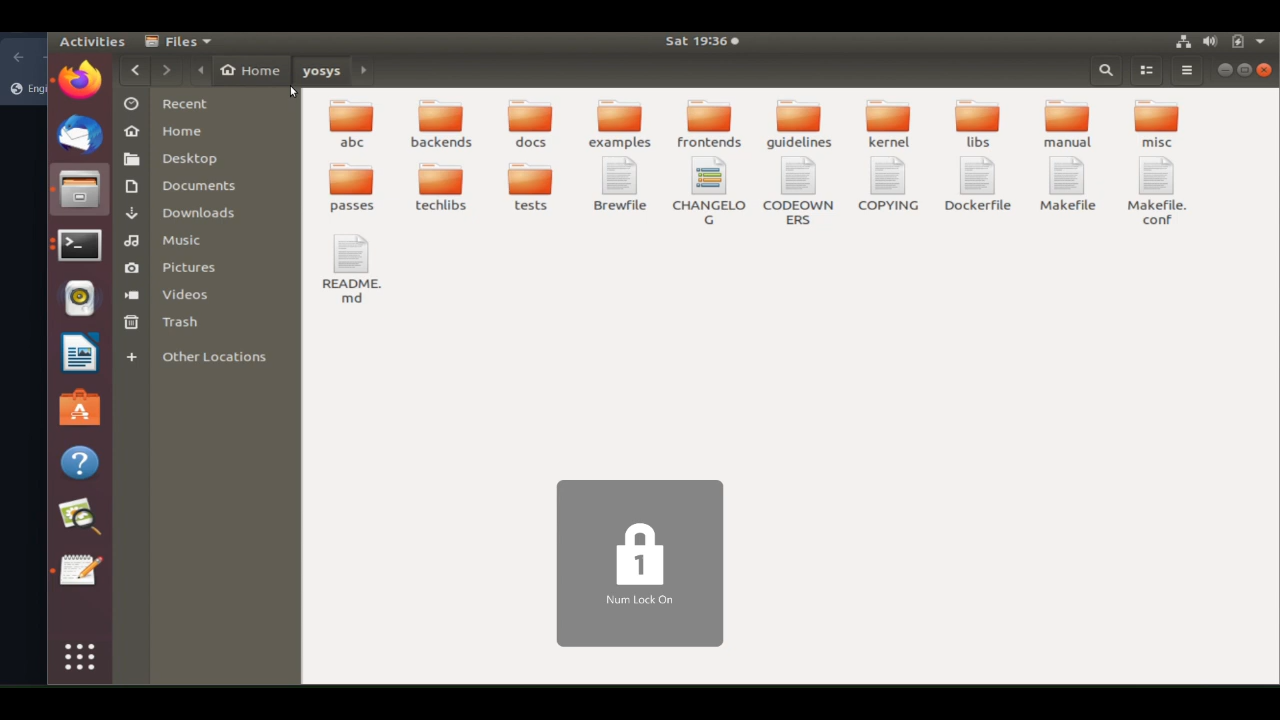 Activities Files Sat 19:36
Home yosys
Engi
Recent
Home
Desktop
Documents
Downloads
Music
Pictures
Videos
Trash
+ Other Locations
abc backends docs examples frontends guidelines kernel libs manual misc
passes techlibs tests Brewfile CHANGELO
G CODEOWN
ERS COPYING Dockerfile Makefile Makefile.
conf
README.
md
1
Num Lock On